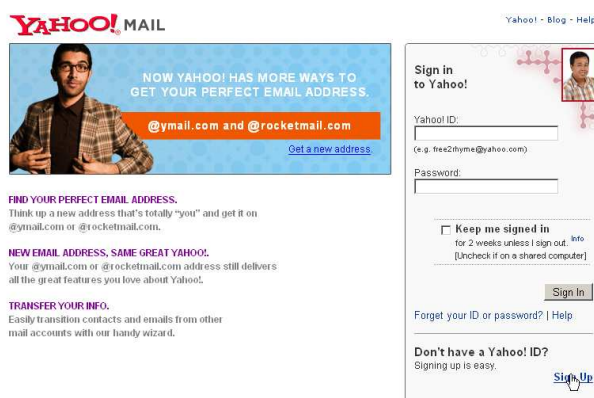 YAHOO! MAIL
Yahoo! - Blog - Help
NOW YAHOO! HAS MORE WAYS TO
GET YOUR PERFECT EMAIL ADDRESS.
@ymail.com and @rocketmail.com
Get a new address.
FIND YOUR PERFECT EMAIL ADDRESS.
Think up a new address that's totally “you” and get it on
@ymail.com or @rocketmail.com.
NEW EMAIL ADDRESS, SAME GREAT YAHOO!.
Your @ymail.com or @rocketmail.com address still delivers
all the great features you love about Yahoo!.
TRANSFER YOUR INFO.
Easily transition contacts and emails from other
mail accounts with our handy wizard.
Sign in
to Yahoo!
Yahoo! ID:
(e.g. free2rhyme@yahoo.com)
Password:
Keep me signed in
for 2 weeks unless I sign out. Info
[Uncheck if on a shared computer]
Sign In
Forget your ID or password? | Help
Don't have a Yahoo! ID?
Signing up is easy.
Sign Up